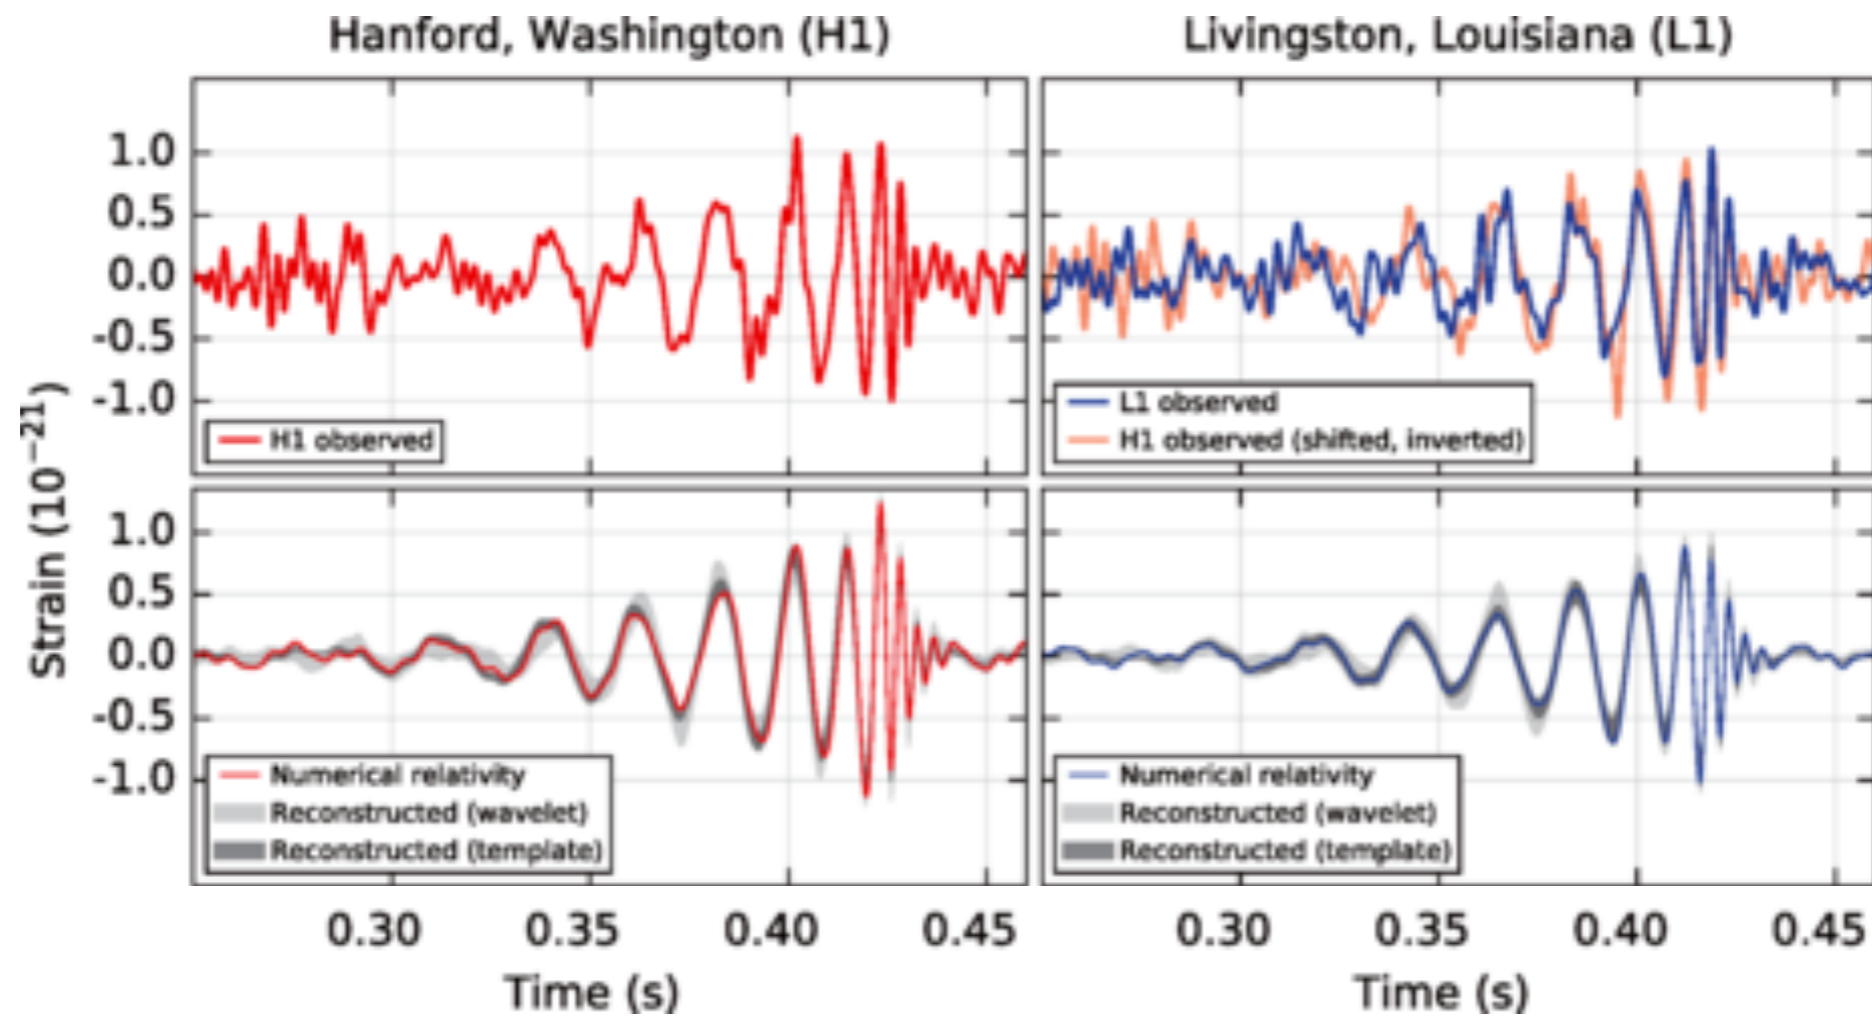 Hanford, Washington (H1)
Livingston, Louisiana (L1)
Strain (10⁻²¹)
1.0
0.5
0.0
-0.5
-1.0
H1 observed
L1 observed
H1 observed (shifted, inverted)
1.0
0.5
0.0
-0.5
-1.0
Numerical relativity
Reconstructed (wavelet)
Reconstructed (template)
Numerical relativity
Reconstructed (wavelet)
Reconstructed (template)
0.30 0.35 0.40 0.45
0.30 0.35 0.40 0.45
Time (s)
Time (s)